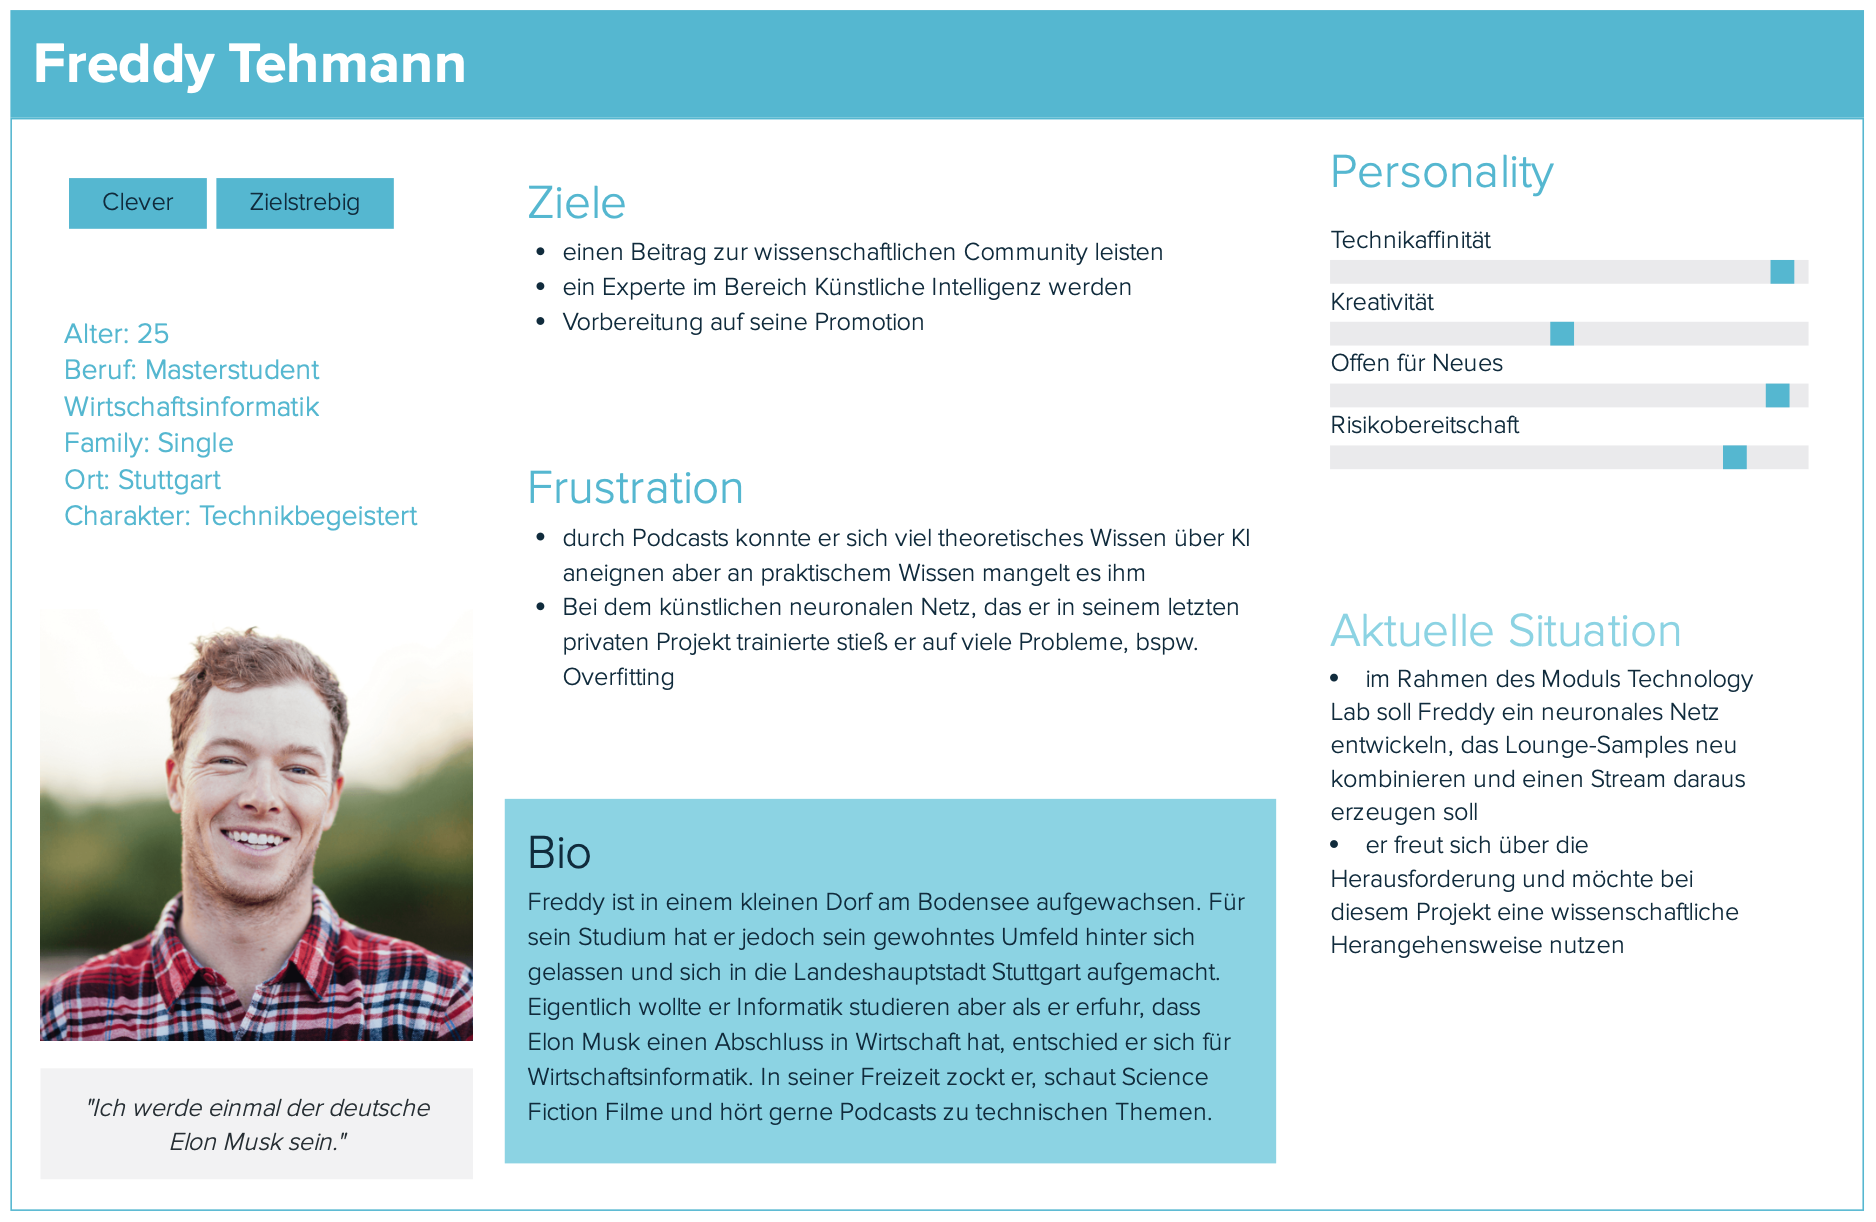 Freddy Tehmann
Clever
Zielstrebig
Alter: 25
Beruf: Masterstudent
Wirtschaftsinformatik
Family: Single
Ort: Stuttgart
Charakter: Technikbegeistert
"Ich werde einmal der deutsche
Elon Musk sein."
Ziele
• einen Beitrag zur wissenschaftlichen Community leisten
• ein Experte im Bereich Künstliche Intelligenz werden
• Vorbereitung auf seine Promotion
Frustration
• durch Podcasts konnte er sich viel theoretisches Wissen über KI
aneignen aber an praktischem Wissen mangelt es ihm
• Bei dem künstlichen neuronalen Netz, das er in seinem letzten
privaten Projekt trainierte stieß er auf viele Probleme, bspw.
Overfitting
Bio
Freddy ist in einem kleinen Dorf am Bodensee aufgewachsen. Für
sein Studium hat er jedoch sein gewohntes Umfeld hinter sich
gelassen und sich in die Landeshauptstadt Stuttgart aufgemacht.
Eigentlich wollte er Informatik studieren aber als er erfuhr, dass
Elon Musk einen Abschluss in Wirtschaft hat, entschied er sich für
Wirtschaftsinformatik. In seiner Freizeit zockt er, schaut Science
Fiction Filme und hört gerne Podcasts zu technischen Themen.
Personality
Technikaffinität
Kreativität
Offen für Neues
Risikobereitschaft
Aktuelle Situation
• im Rahmen des Moduls Technology
Lab soll Freddy ein neuronales Netz
entwickeln, das Lounge-Samples neu
kombinieren und einen Stream daraus
erzeugen soll
• er freut sich über die
Herausforderung und möchte bei
diesem Projekt eine wissenschaftliche
Herangehensweise nutzen